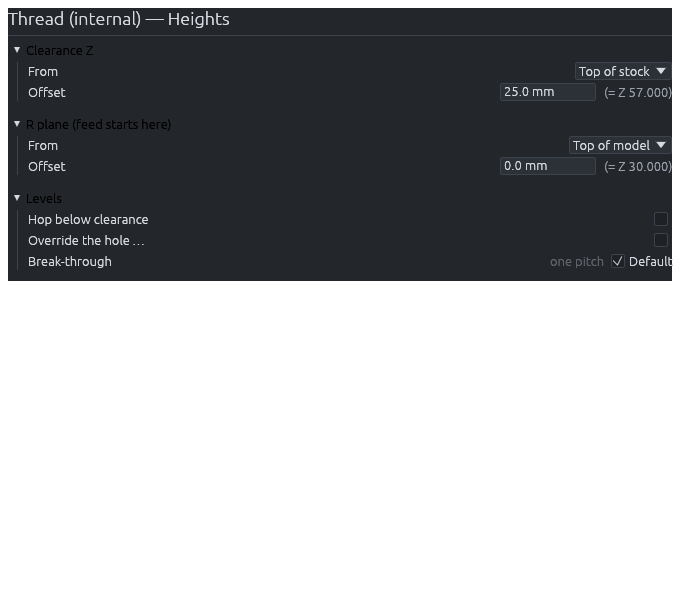 Thread (internal) — Heights
Clearance Z
From Top of stock
Offset 25.0 mm (= Z 57.000)
R plane (feed starts here)
From Top of model
Offset 0.0 mm (= Z 30.000)
Levels
Hop below clearance
Override the hole …
Break-through one pitch Default